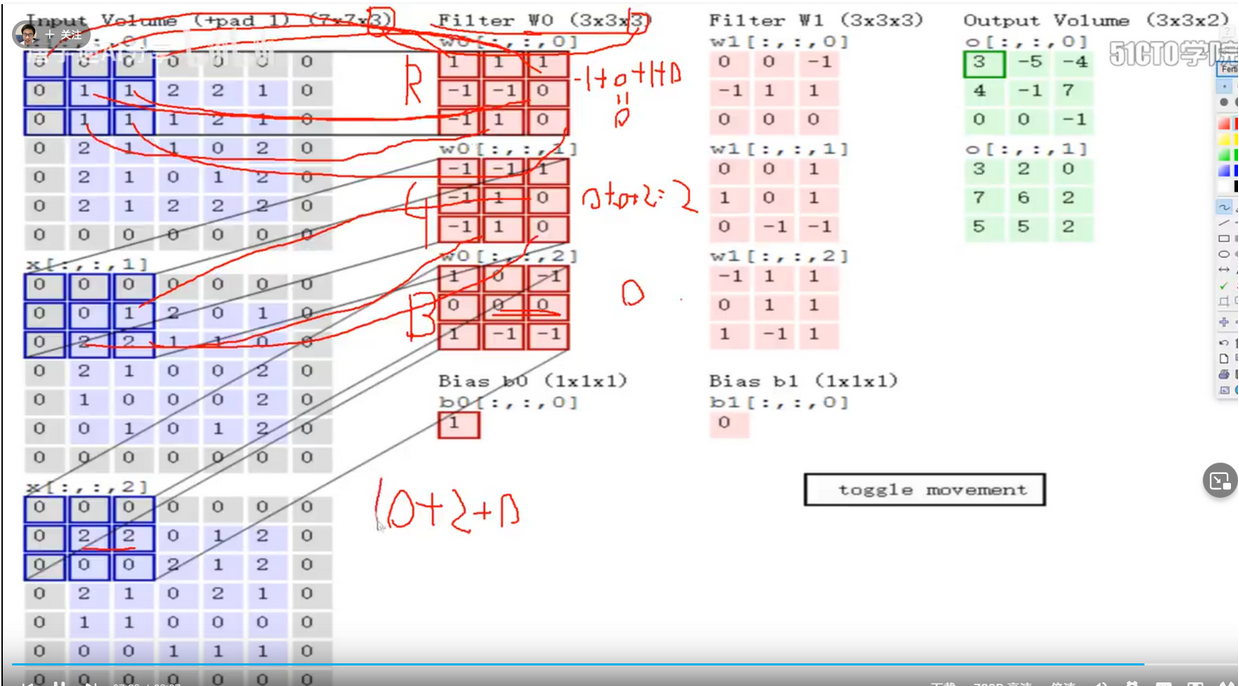 Input Volume (+pad 1) (7x7x3)
Filter W0 (3x3x3)
Filter W1 (3x3x3)
Output Volume (3x3x2)
+ 关注
51CTO学院
0 0 0 0 0 0 0
0 1 1 2 2 1 0
0 1 1 1 2 1 0
0 2 1 1 0 2 0
0 2 1 0 1 2 0
0 2 1 2 2 2 0
0 0 0 0 0 0 0
x[:,:,1]
0 0 0 0 0 0 0
0 0 1 2 0 1 0
0 2 2 1 1 0 0
0 2 1 0 0 2 0
0 1 0 0 0 2 0
0 0 1 0 1 2 0
0 0 0 0 0 0 0
x[:,:,2]
0 0 0 0 0 0 0
0 2 2 0 1 2 0
0 0 0 2 1 2 0
0 2 1 0 2 1 0
0 1 1 0 0 0 0
0 0 0 1 1 1 0
0 0 0 0 0 0 0
w0[:,:,0]
R
1 1 1
-1 -1 0
-1 1 0
-1+0+1+0
=
0
w0[:,:,1]
-1 -1 1
-1 1 0
-1 1 0
0+0+2=2
w0[:,:,2]
B
1 0 -1
0 0 0
1 -1 -1
0
Bias b0 (1x1x1)
b0[:,:,0]
1
0+2+0
w1[:,:,0]
0 0 -1
-1 1 1
0 0 0
w1[:,:,1]
0 0 1
1 0 1
0 -1 -1
w1[:,:,2]
-1 1 1
0 1 1
1 -1 1
Bias b1 (1x1x1)
b1[:,:,0]
0
o[:,:,0]
3 -5 -4
4 -1 7
0 0 -1
o[:,:,1]
3 2 0
7 6 2
5 5 2
toggle movement